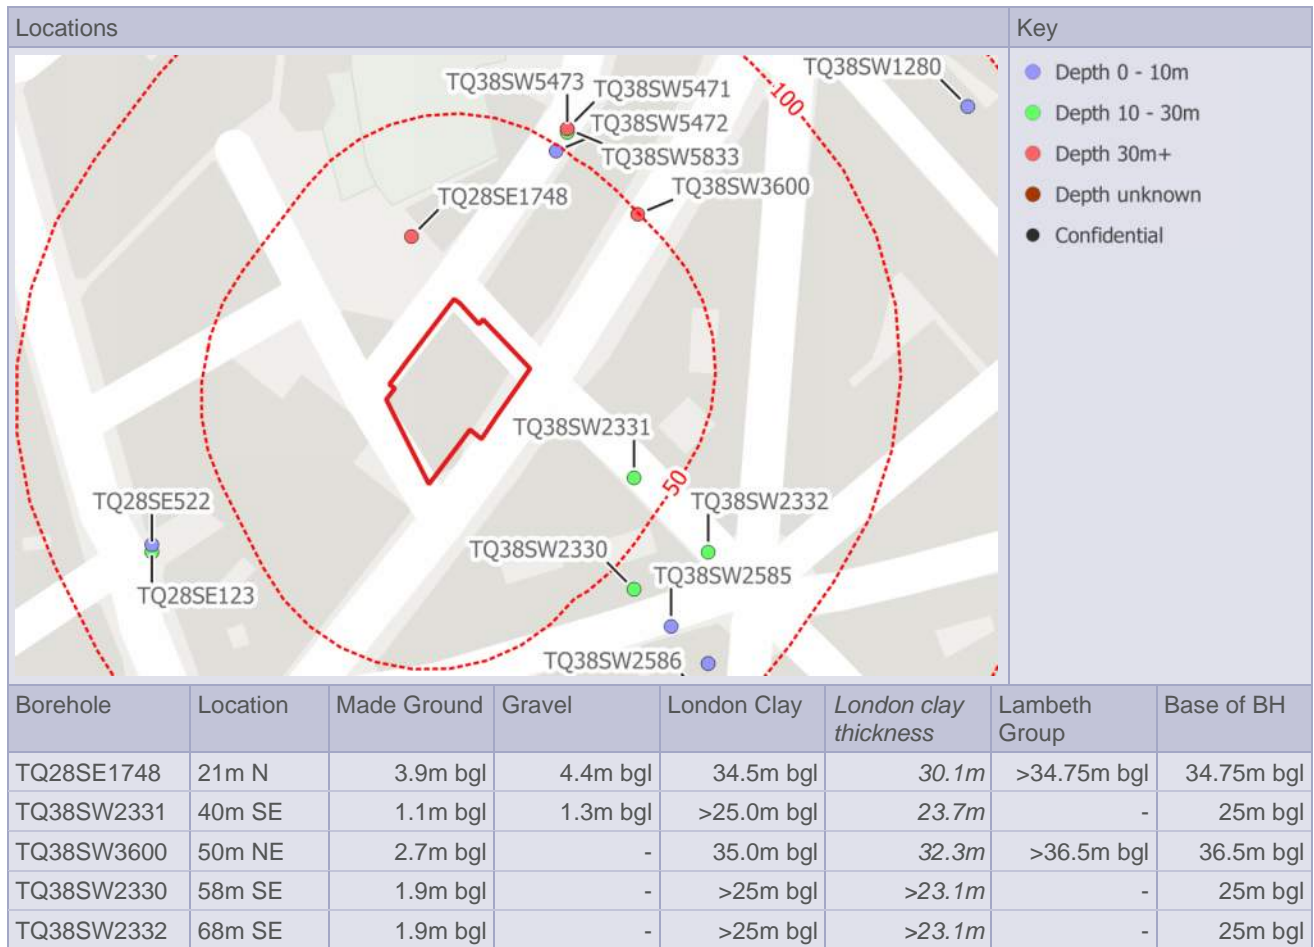 Locations
Key
TQ38SW5473
TQ38SW5471
TQ38SW1280
TQ38SW5472
100
TQ38SW5833
TQ28SE1748
TQ38SW3600
TQ38SW2331
50
TQ28SE522
TQ38SW2332
TQ38SW2330
TQ38SW2585
TQ28SE123
TQ38SW2586
Depth 0 - 10m
Depth 10 - 30m
Depth 30m+
Depth unknown
Confidential
Borehole Location Made Ground Gravel London Clay London clay thickness Lambeth Group Base of BH
TQ28SE1748 21m N 3.9m bgl 4.4m bgl 34.5m bgl 30.1m >34.75m bgl 34.75m bgl
TQ38SW2331 40m SE 1.1m bgl 1.3m bgl >25.0m bgl 23.7m - 25m bgl
TQ38SW3600 50m NE 2.7m bgl - 35.0m bgl 32.3m >36.5m bgl 36.5m bgl
TQ38SW2330 58m SE 1.9m bgl - >25m bgl >23.1m - 25m bgl
TQ38SW2332 68m SE 1.9m bgl - >25m bgl >23.1m - 25m bgl